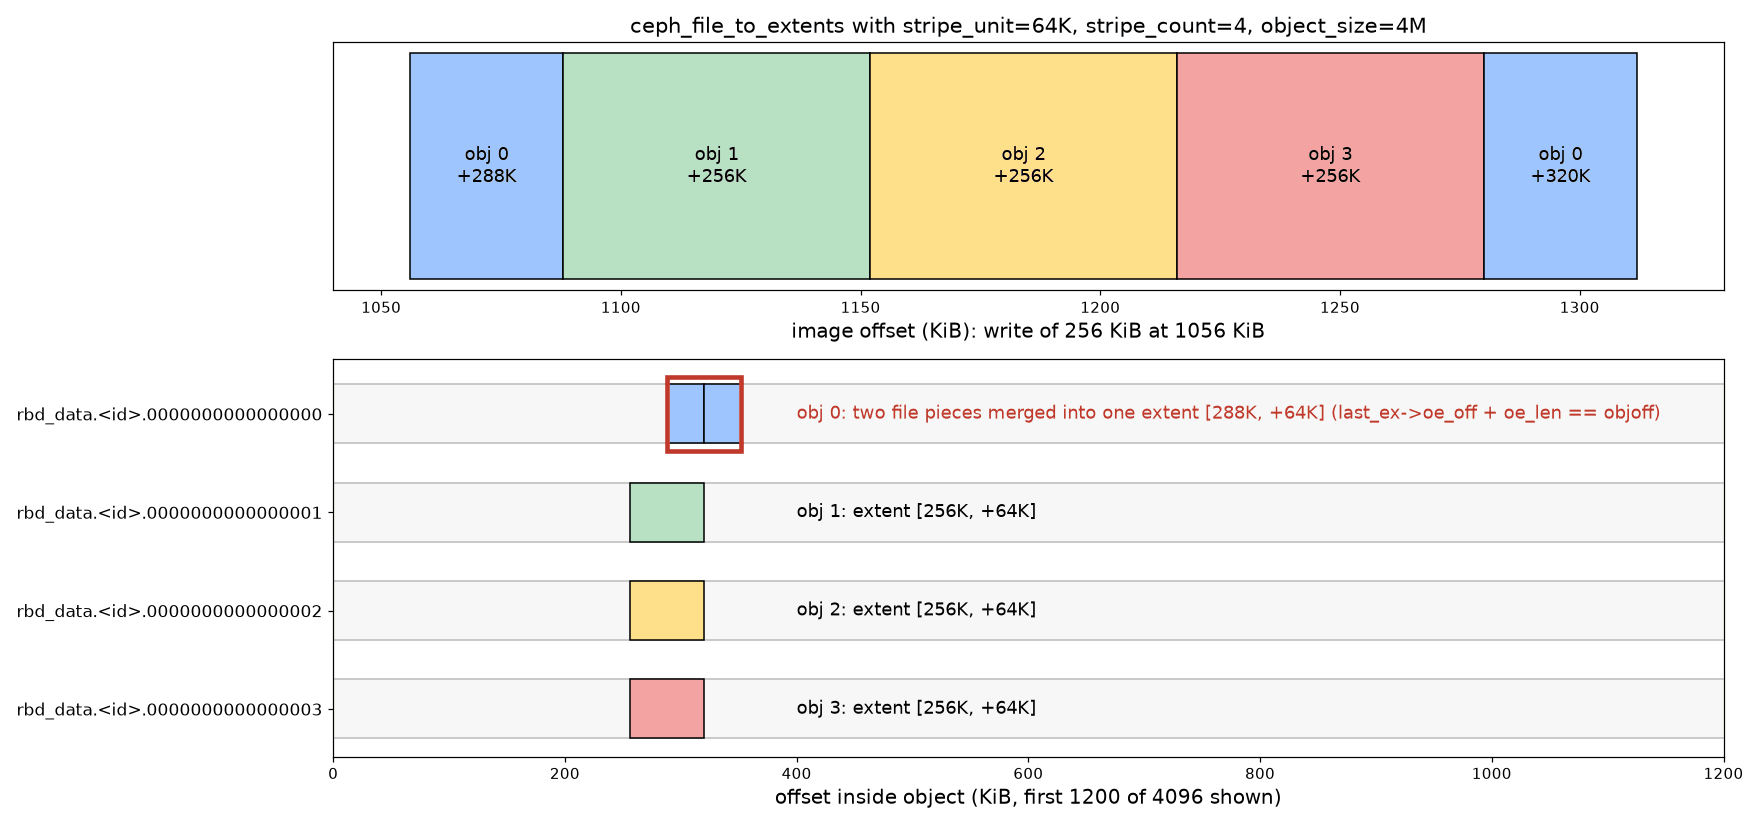 ceph_file_to_extents with stripe_unit=64K, stripe_count=4, object_size=4M
obj 0
+288K
obj 1
+256K
obj 2
+256K
obj 3
+256K
obj 0
+320K
1050
1100
1150
1200
1250
1300
image offset (KiB): write of 256 KiB at 1056 KiB
rbd_data.<id>.0000000000000000
obj 0: two file pieces merged into one extent [288K, +64K] (last_ex->oe_off + oe_len == objoff)
rbd_data.<id>.0000000000000001
obj 1: extent [256K, +64K]
rbd_data.<id>.0000000000000002
obj 2: extent [256K, +64K]
rbd_data.<id>.0000000000000003
obj 3: extent [256K, +64K]
0
200
400
600
800
1000
1200
offset inside object (KiB, first 1200 of 4096 shown)